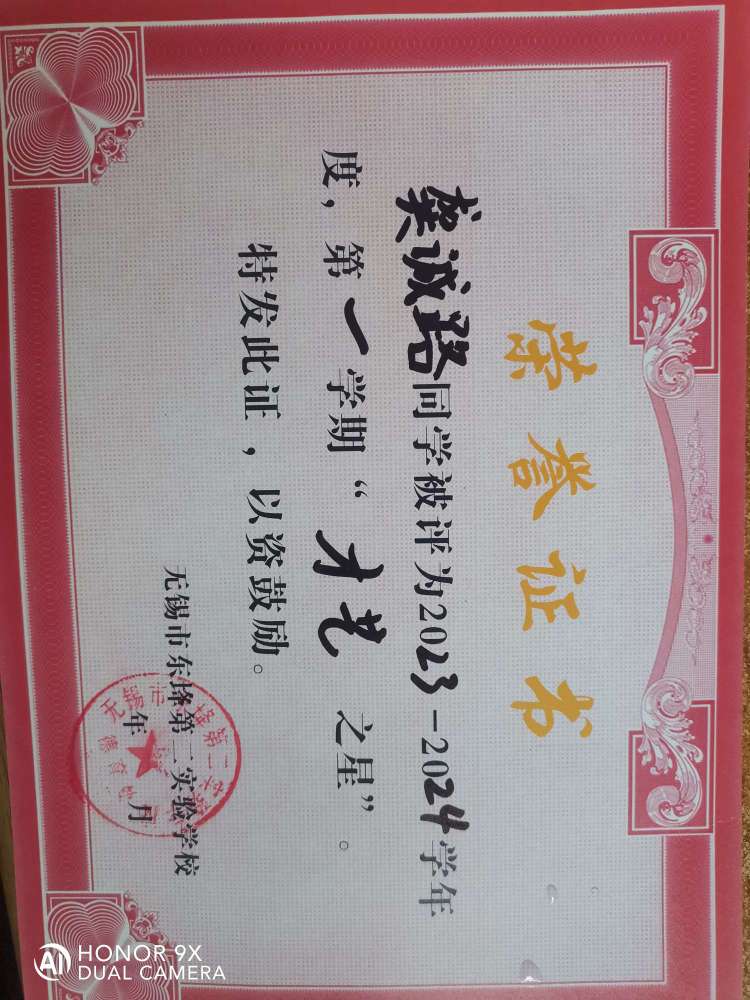 荣誉证书
龚诚路同学被评为2023-2024学年
度，第一学期“才艺之星”。
特发此证，以资鼓励。
无锡市东绛第二实验学校
年 月
HONOR 9X
DUAL CAMERA